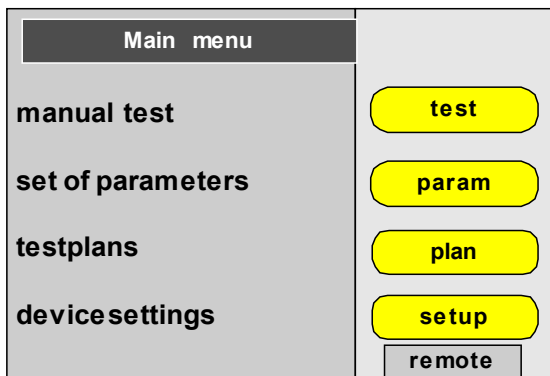 Main menu
manual test test
set of parameters param
testplans plan
devicesettings setup
remote